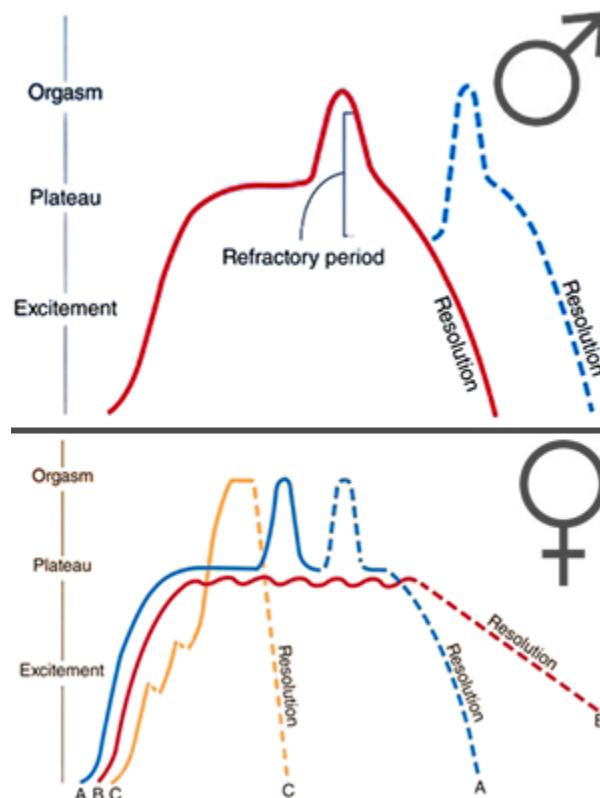 Orgasm
Plateau
Refractory period
Excitement
Resolution
Resolution
Orgasm
Plateau
Excitement
Resolution
Resolution
Resolution
A B C
C
A